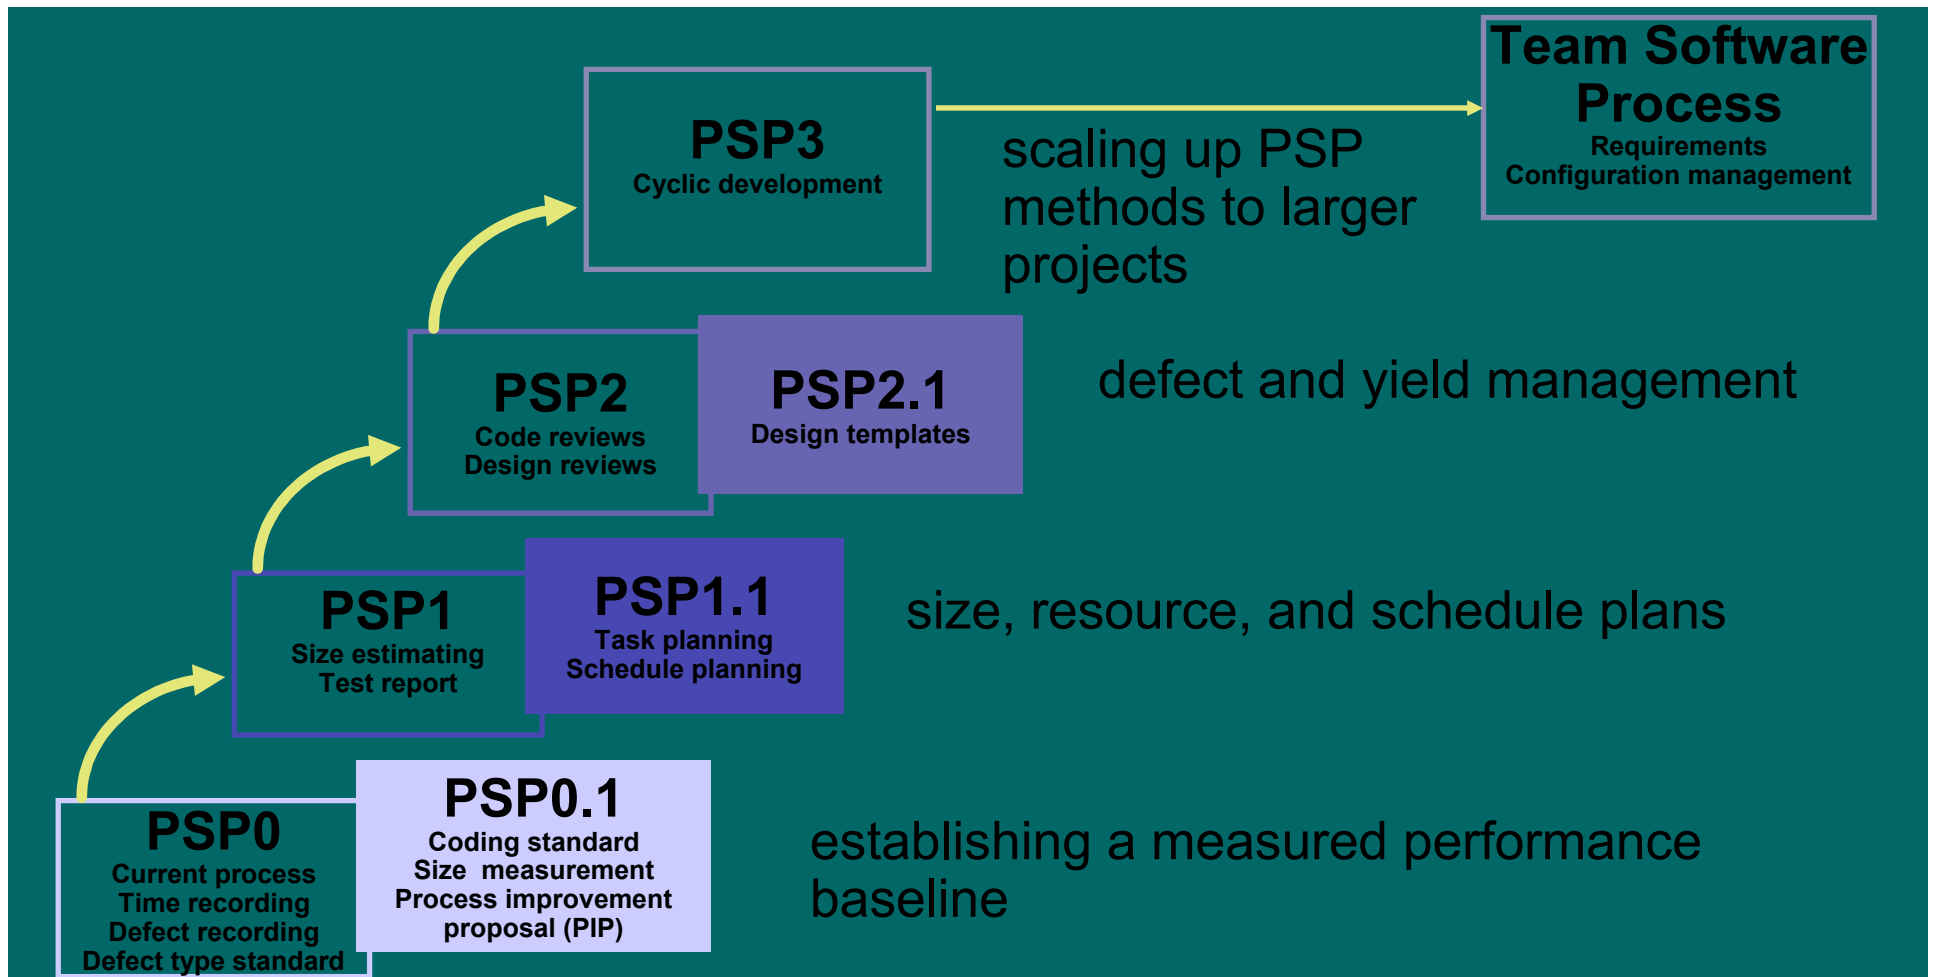 Team Software
Process
Requirements
Configuration management
PSP3
Cyclic development
scaling up PSP
methods to larger
projects
PSP2
Code reviews
Design reviews
PSP2.1
Design templates
defect and yield management
PSP1
Size estimating
Test report
PSP1.1
Task planning
Schedule planning
size, resource, and schedule plans
PSP0
Current process
Time recording
Defect recording
Defect type standard
PSP0.1
Coding standard
Size measurement
Process improvement
proposal (PIP)
establishing a measured performance
baseline